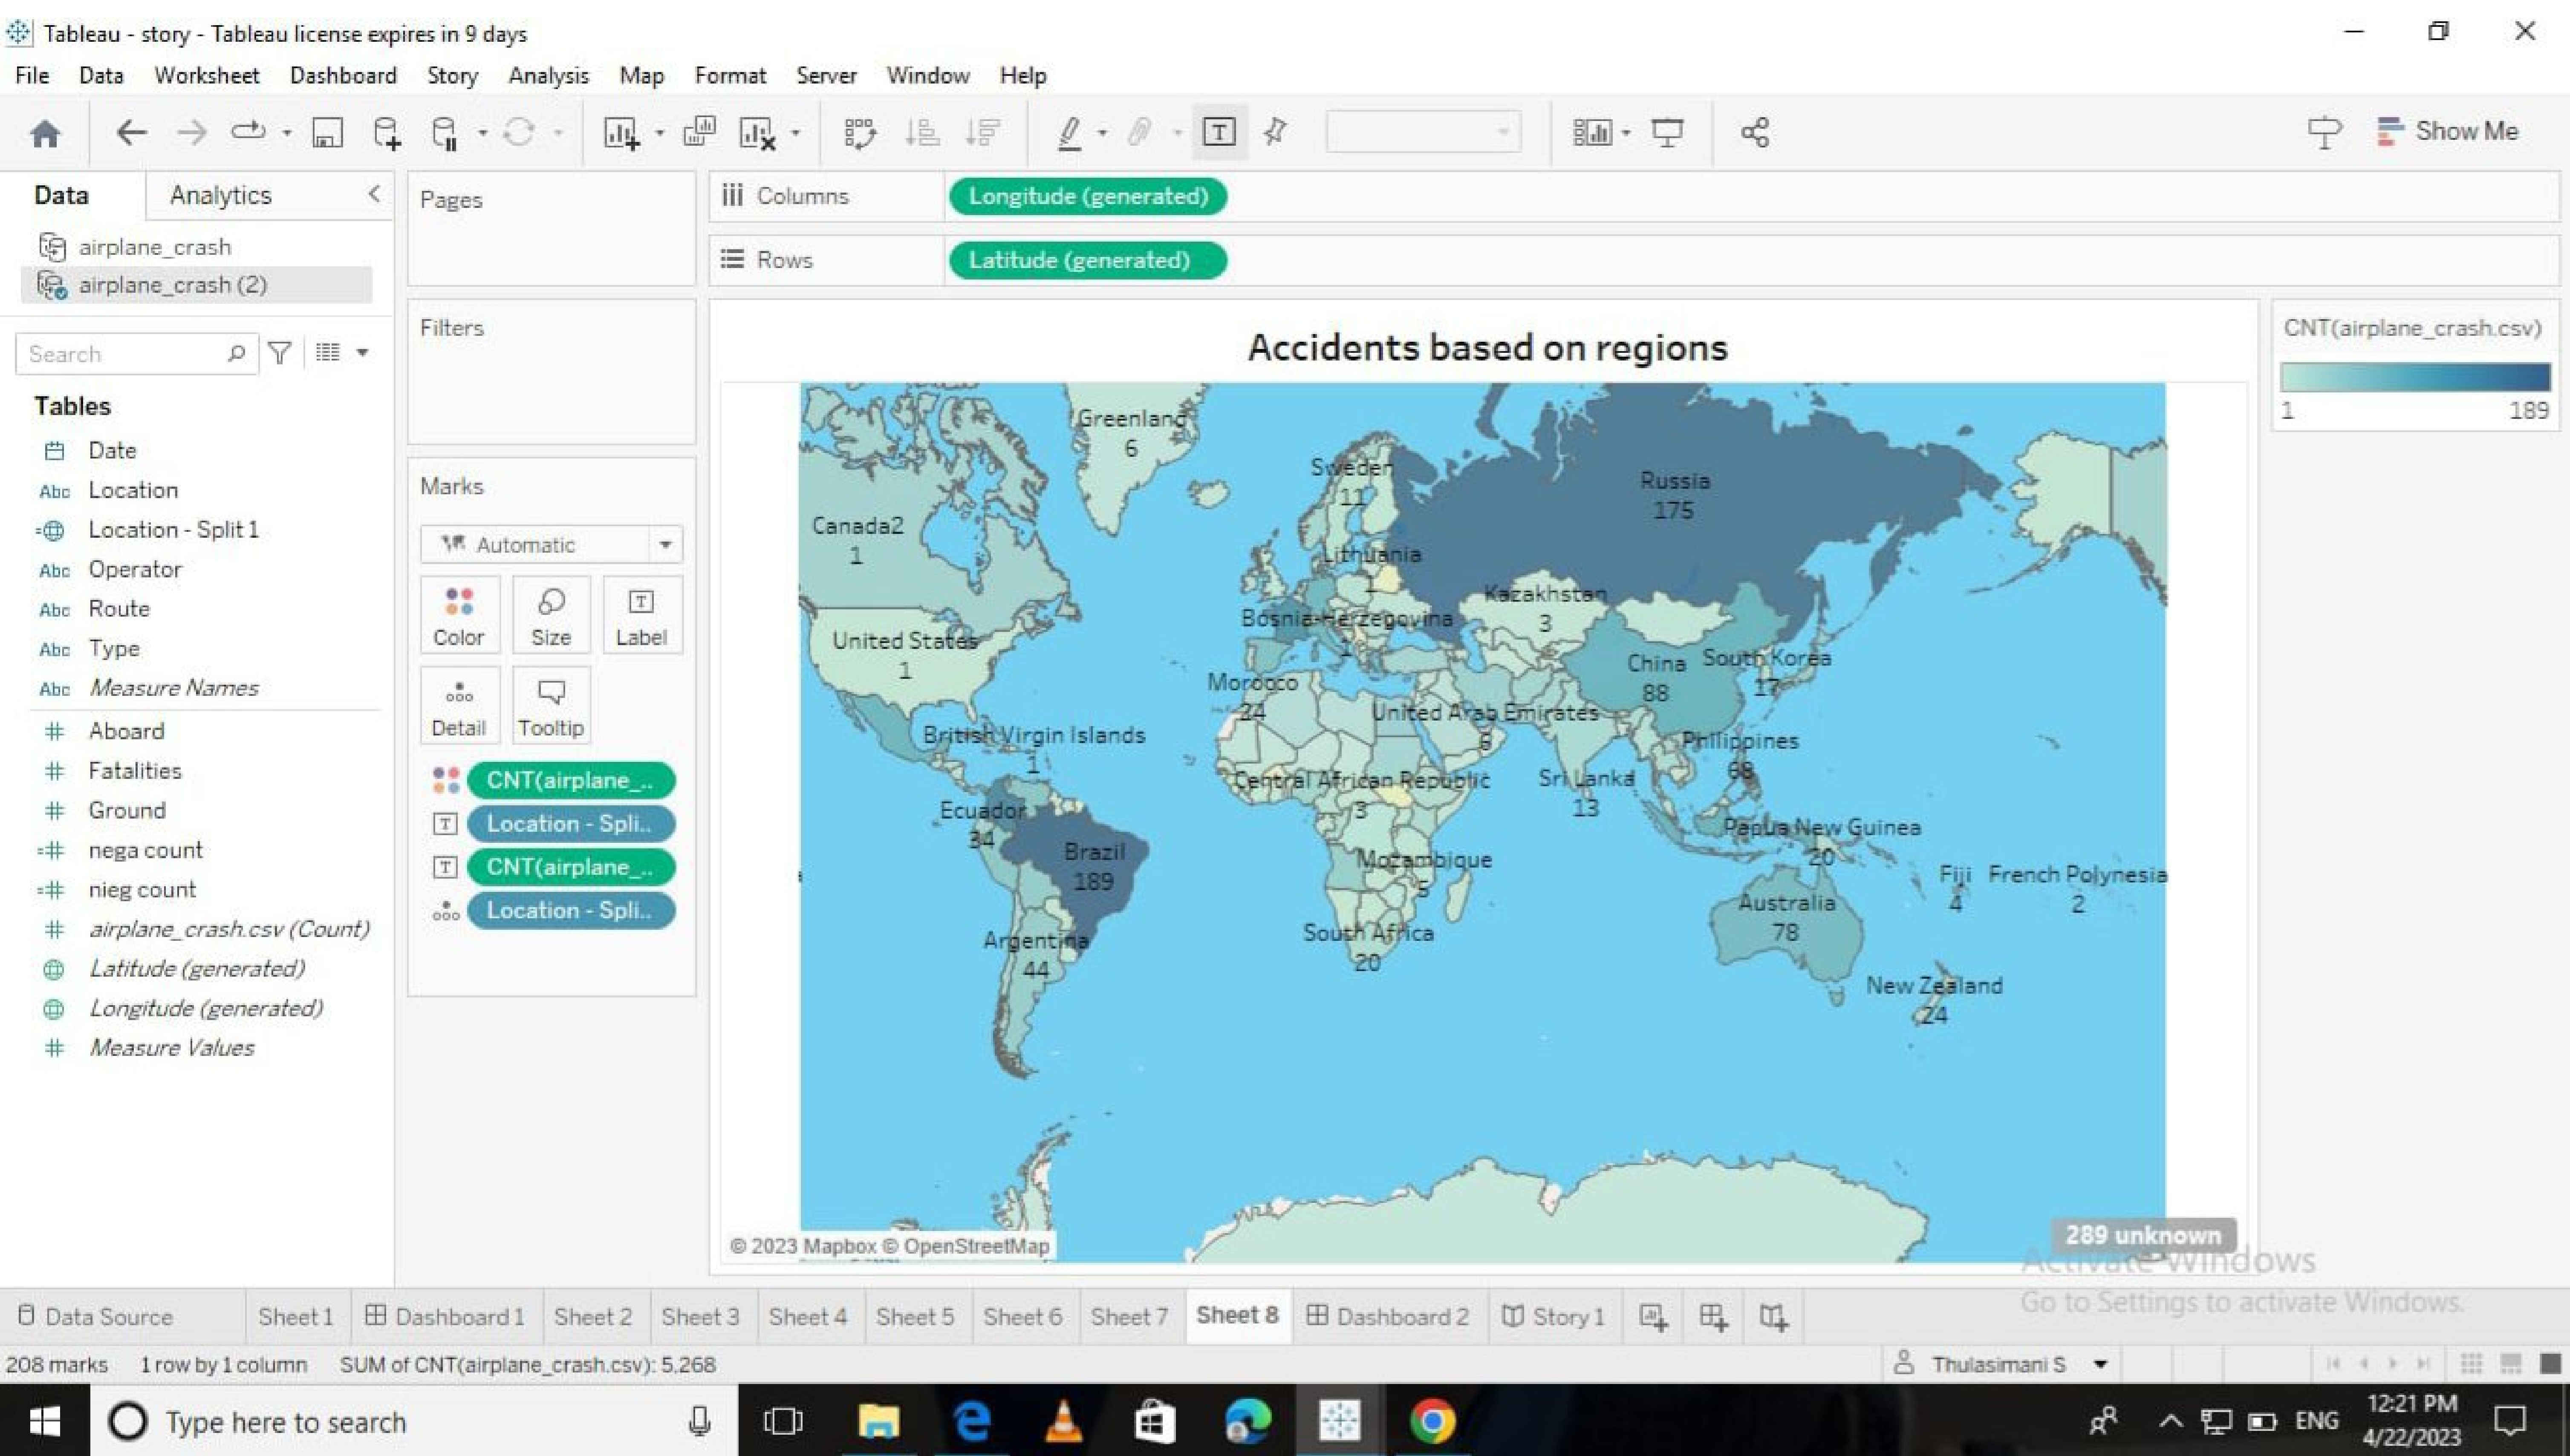 Tableau - story - Tableau license expires in 9 days
File Data Worksheet Dashboard Story Analysis Map Format Server Window Help
Show Me
Data Analytics
airplane_crash
airplane_crash (2)
Search
Tables
Date
Abc Location
Location - Split 1
Abc Operator
Abc Route
Abc Type
Abc Measure Names
Aboard
Fatalities
Ground
nega count
nieg count
airplane_crash.csv (Count)
Latitude (generated)
Longitude (generated)
Measure Values
Pages
Filters
Marks
Automatic
Color Size Label
Detail Tooltip
CNT(airplane_..
Location - Spli..
CNT(airplane_..
Location - Spli..
Columns Longitude (generated)
Rows Latitude (generated)
Accidents based on regions
Greenland
6
Sweden
11
Russia
175
Canada2
1
Lithuania
1
Kazakhstan
3
Bosnia-Herzegovina
1
United States
1
China
88
South Korea
17
Morocco
24
United Arab Emirates
6
British Virgin Islands
1
Philippines
68
Central African Republic
3
Sri Lanka
13
Ecuador
34
Papua New Guinea
20
Brazil
189
Mozambique
5
Fiji
4
French Polynesia
2
Australia
78
Argentina
44
South Africa
20
New Zealand
24
© 2023 Mapbox © OpenStreetMap
289 unknown
CNT(airplane_crash.csv)
1 189
Activate Windows
Go to Settings to activate Windows.
Data Source Sheet 1 Dashboard 1 Sheet 2 Sheet 3 Sheet 4 Sheet 5 Sheet 6 Sheet 7 Sheet 8 Dashboard 2 Story 1
208 marks 1 row by 1 column SUM of CNT(airplane_crash.csv): 5,268
Thulasimani S
Type here to search
ENG
12:21 PM
4/22/2023